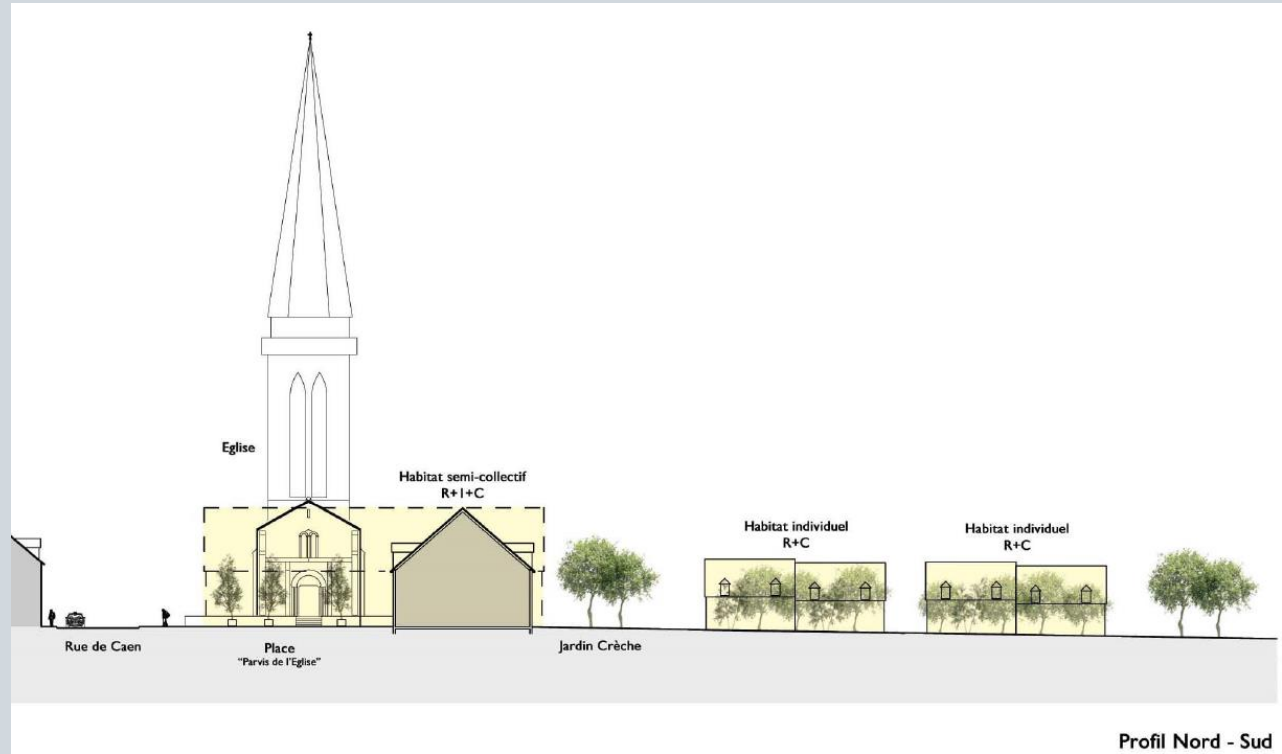 Eglise
Habitat semi-collectif
R+1+C
Habitat individuel
R+C
Habitat individuel
R+C
Rue de Caen
Place
"Parvis de l'Eglise"
Jardin Crèche
Profil Nord - Sud